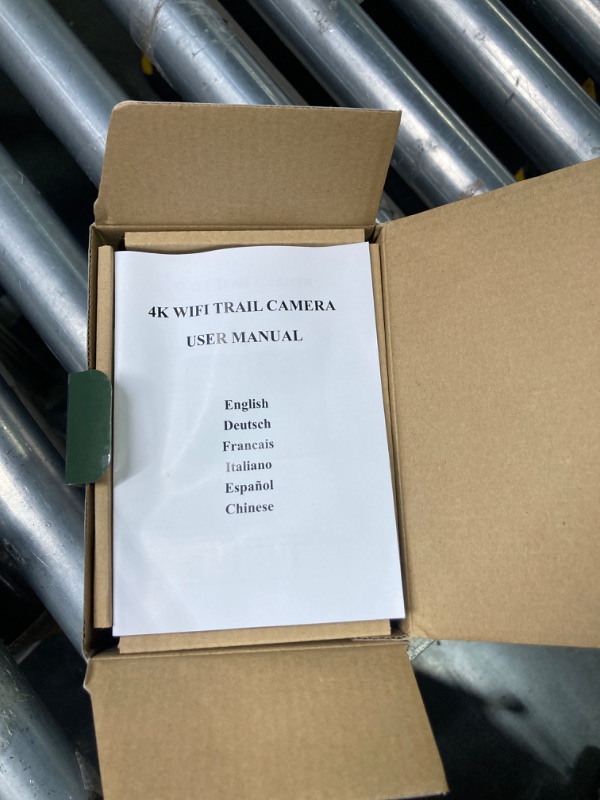 4K WIFI TRAIL CAMERA
USER MANUAL
English
Deutsch
Francais
Italiano
Español
Chinese